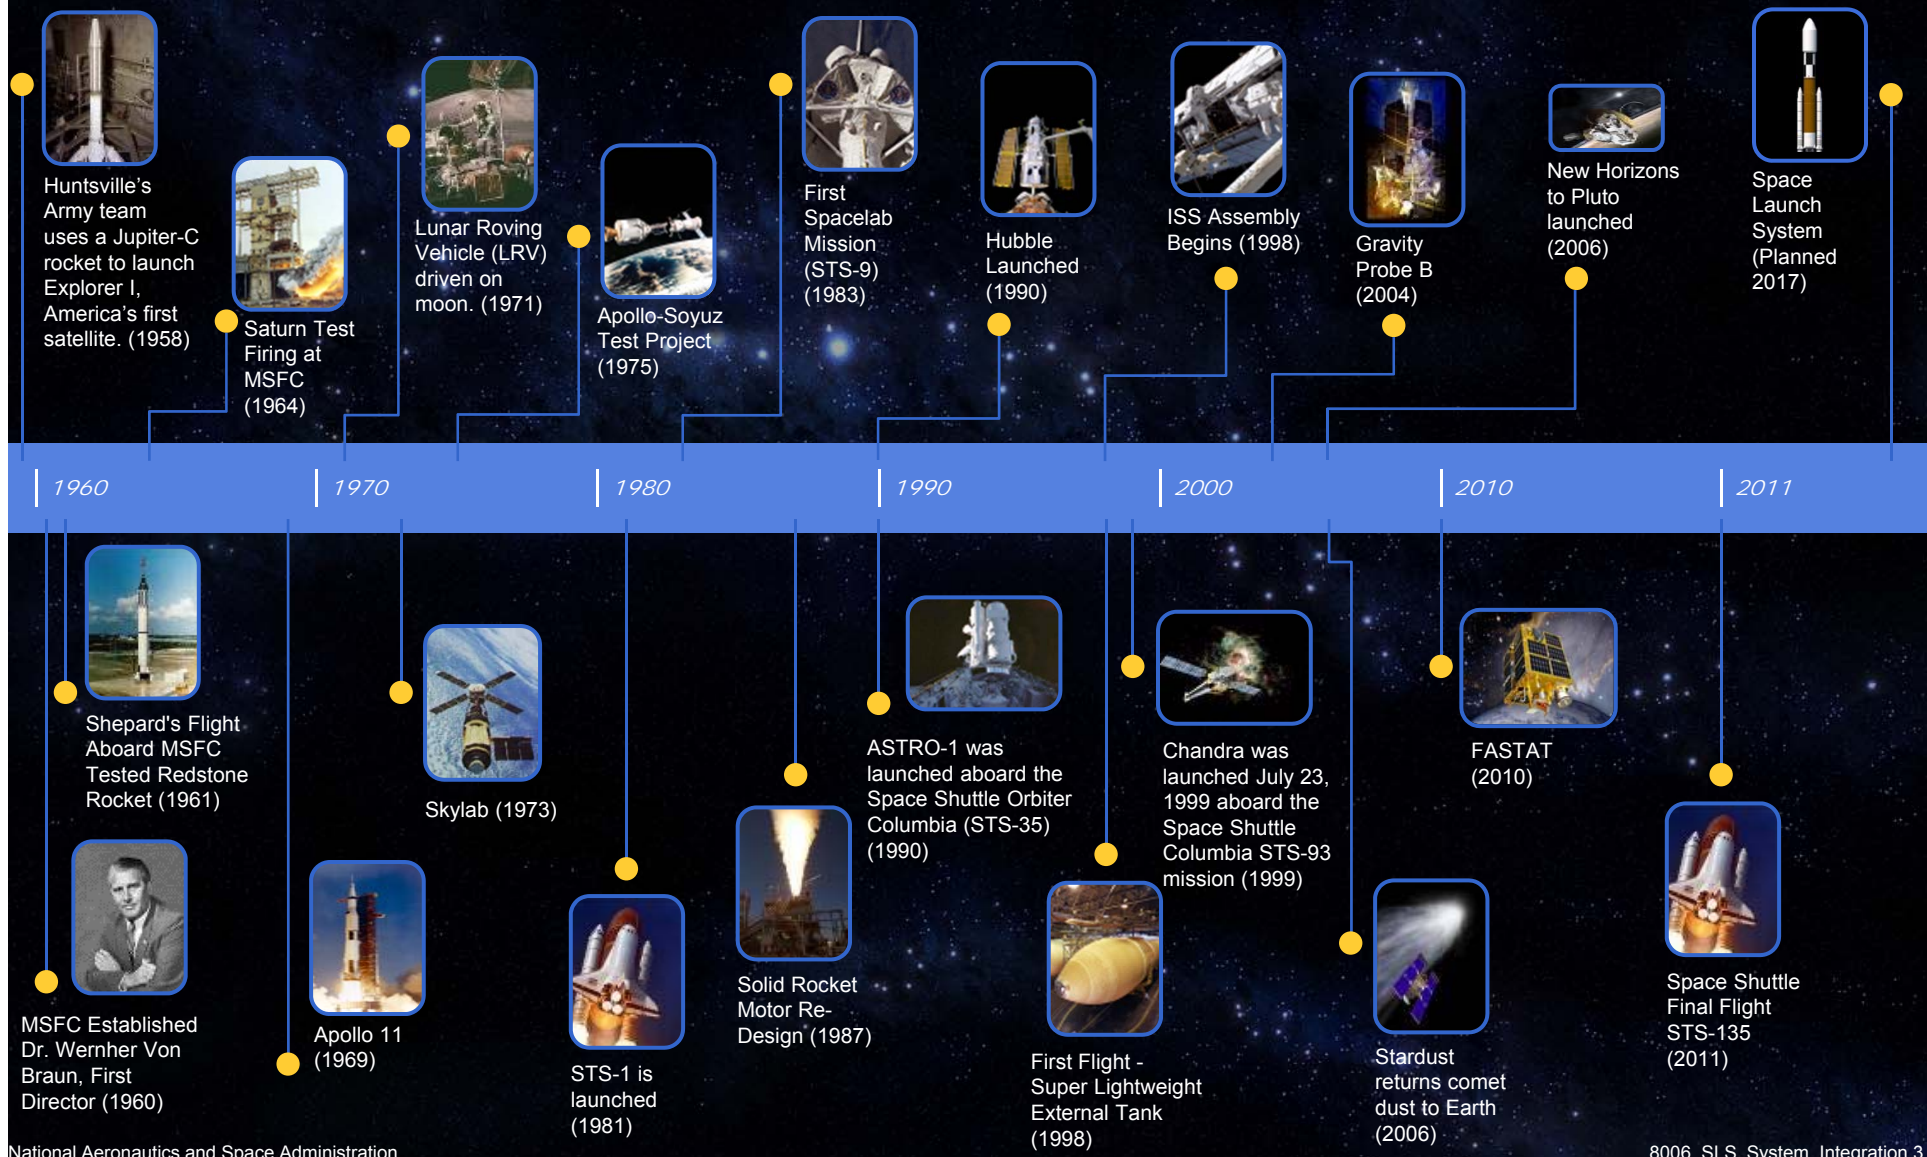 Huntsville's
Army team
uses a Jupiter-C
rocket to launch
Explorer I,
America's first
satellite. (1958)
Saturn Test
Firing at
MSFC
(1964)
Lunar Roving
Vehicle (LRV)
driven on
moon. (1971)
Apollo-Soyuz
Test Project
(1975)
First
Spacelab
Mission
(STS-9)
(1983)
Hubble
Launched
(1990)
ISS Assembly
Begins (1998)
Gravity
Probe B
(2004)
New Horizons
to Pluto
launched
(2006)
Space
Launch
System
(Planned
2017)
1960
1970
1980
1990
2000
2010
2011
Shepard's Flight
Aboard MSFC
Tested Redstone
Rocket (1961)
MSFC Established
Dr. Wernher Von
Braun, First
Director (1960)
Apollo 11
(1969)
Skylab (1973)
STS-1 is
launched
(1981)
Solid Rocket
Motor Re-
Design (1987)
ASTRO-1 was
launched aboard the
Space Shuttle Orbiter
Columbia (STS-35)
(1990)
First Flight -
Super Lightweight
External Tank
(1998)
Chandra was
launched July 23,
1999 aboard the
Space Shuttle
Columbia STS-93
mission (1999)
Stardust
returns comet
dust to Earth
(2006)
FASTAT
(2010)
Space Shuttle
Final Flight
STS-135
(2011)
National Aeronautics and Space Administration
8006_SLS_System_Integration.3